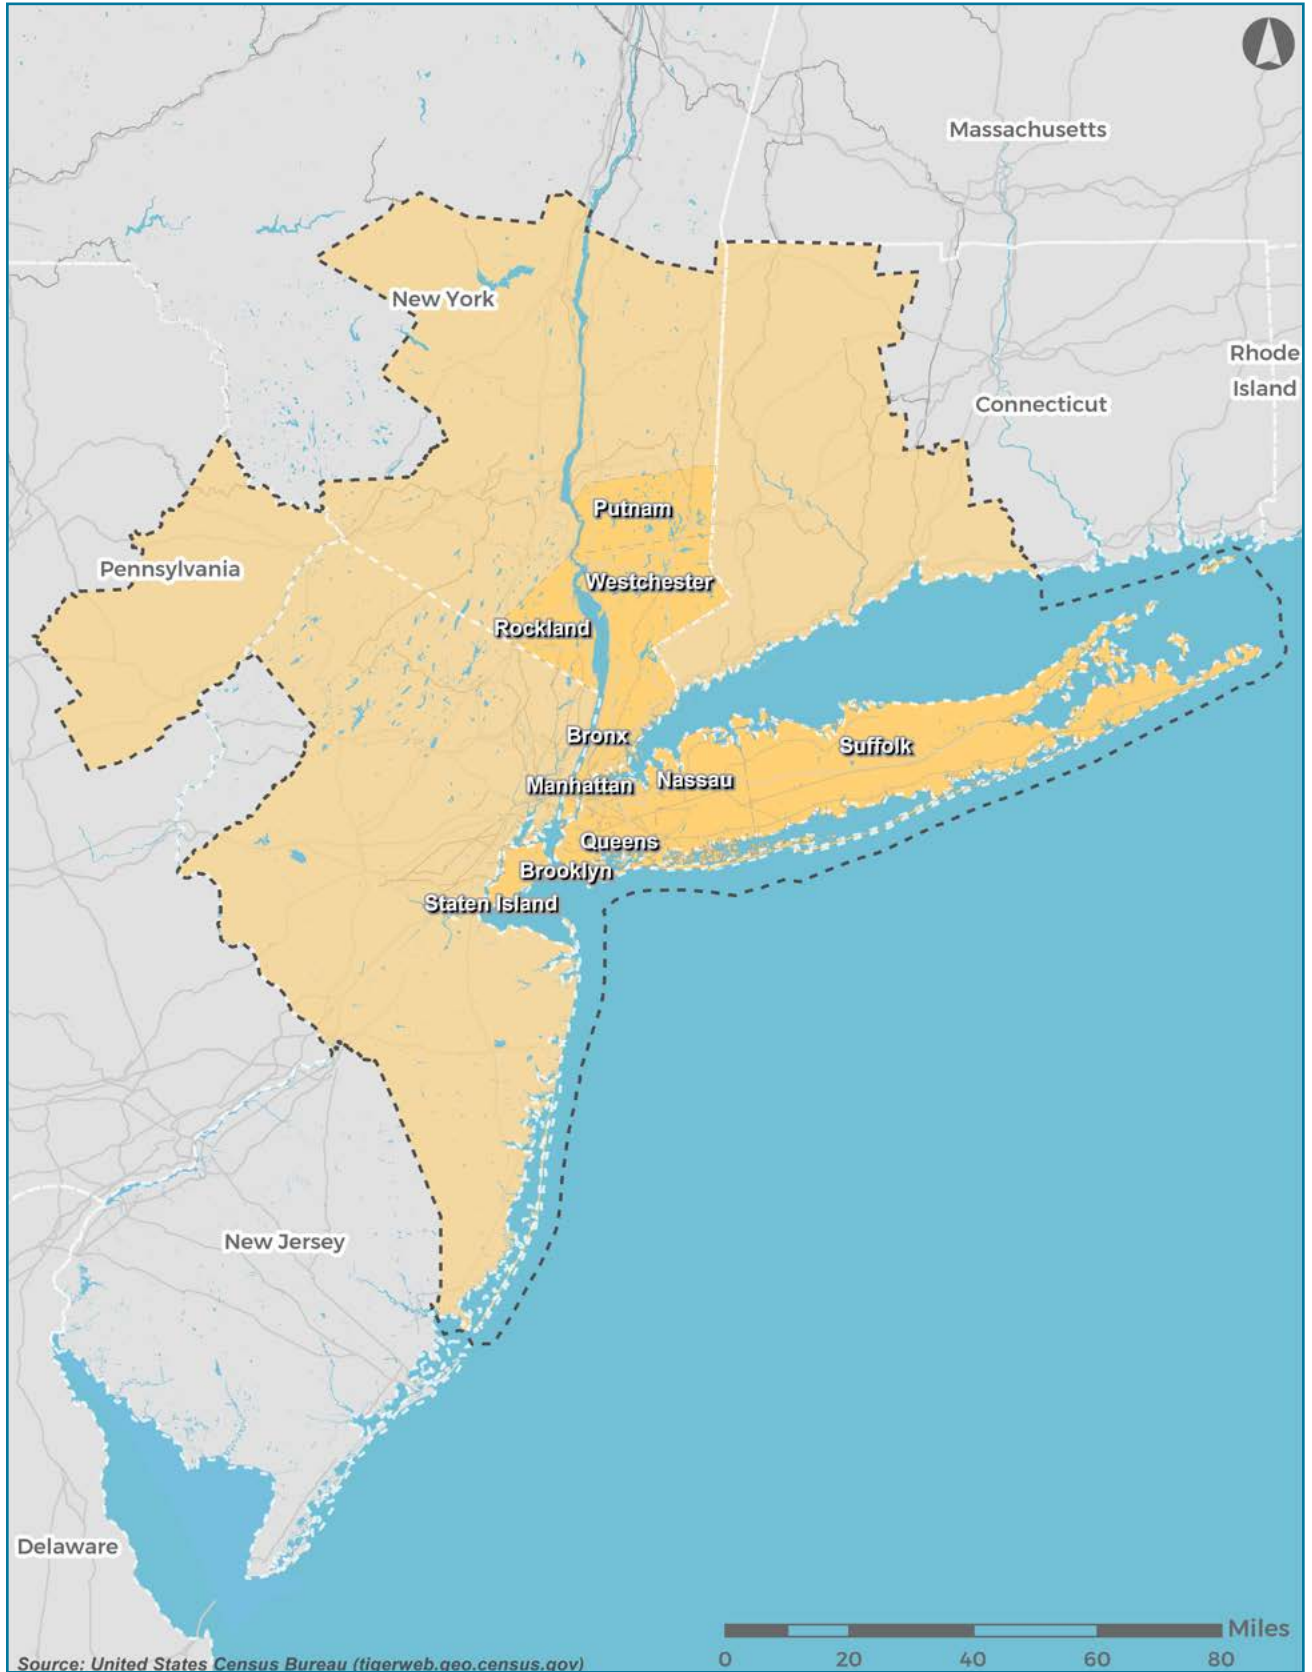 Massachusetts
New York
Rhode
Island
Connecticut
Putnam
Pennsylvania
Westchester
Rockland
Bronx
Suffolk
Manhattan
Nassau
Queens
Brooklyn
Staten Island
New Jersey
Delaware
Miles
Source: United States Census Bureau (tigerweb.geo.census.gov)
0 20 40 60 80